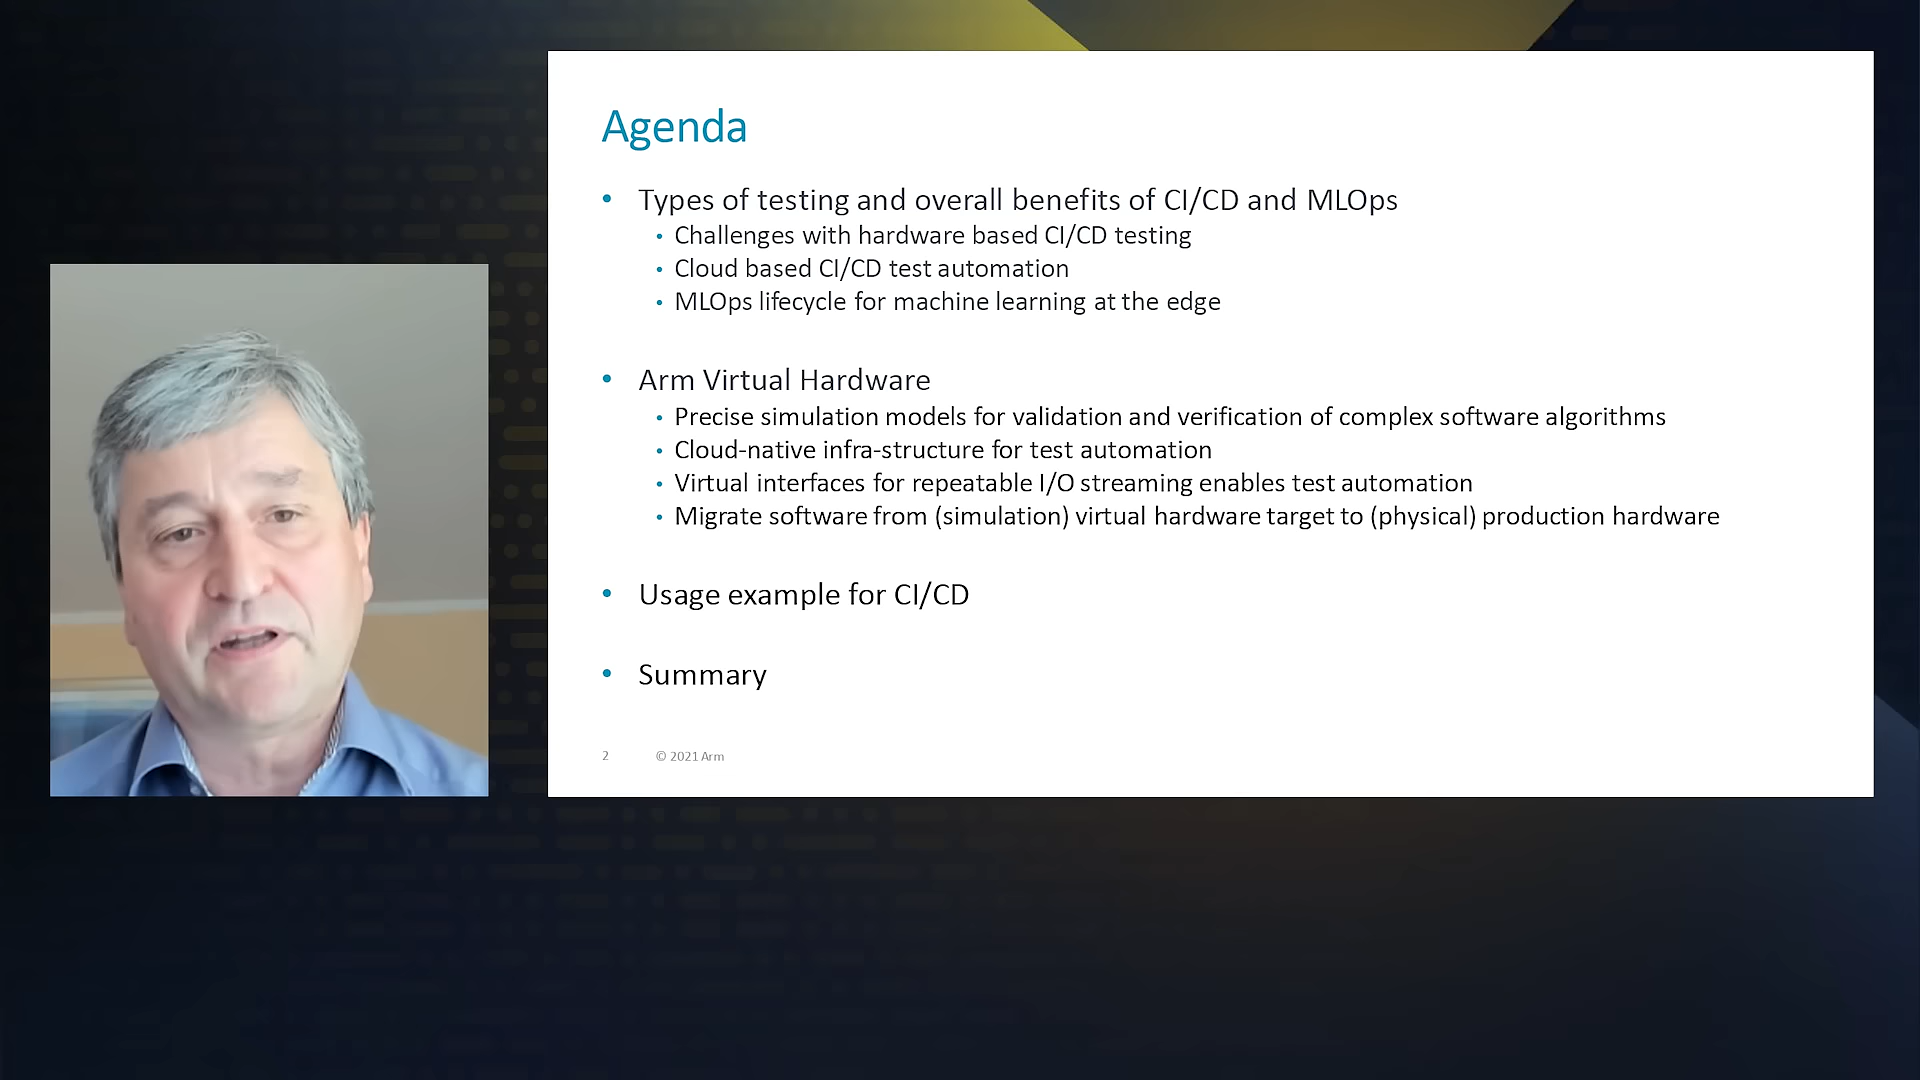 Agenda
• Types of testing and overall benefits of CI/CD and MLOps
• Challenges with hardware based CI/CD testing
• Cloud based CI/CD test automation
• MLOps lifecycle for machine learning at the edge
• Arm Virtual Hardware
• Precise simulation models for validation and verification of complex software algorithms
• Cloud-native infra-structure for test automation
• Virtual interfaces for repeatable I/O streaming enables test automation
• Migrate software from (simulation) virtual hardware target to (physical) production hardware
• Usage example for CI/CD
• Summary
2 © 2021 Arm